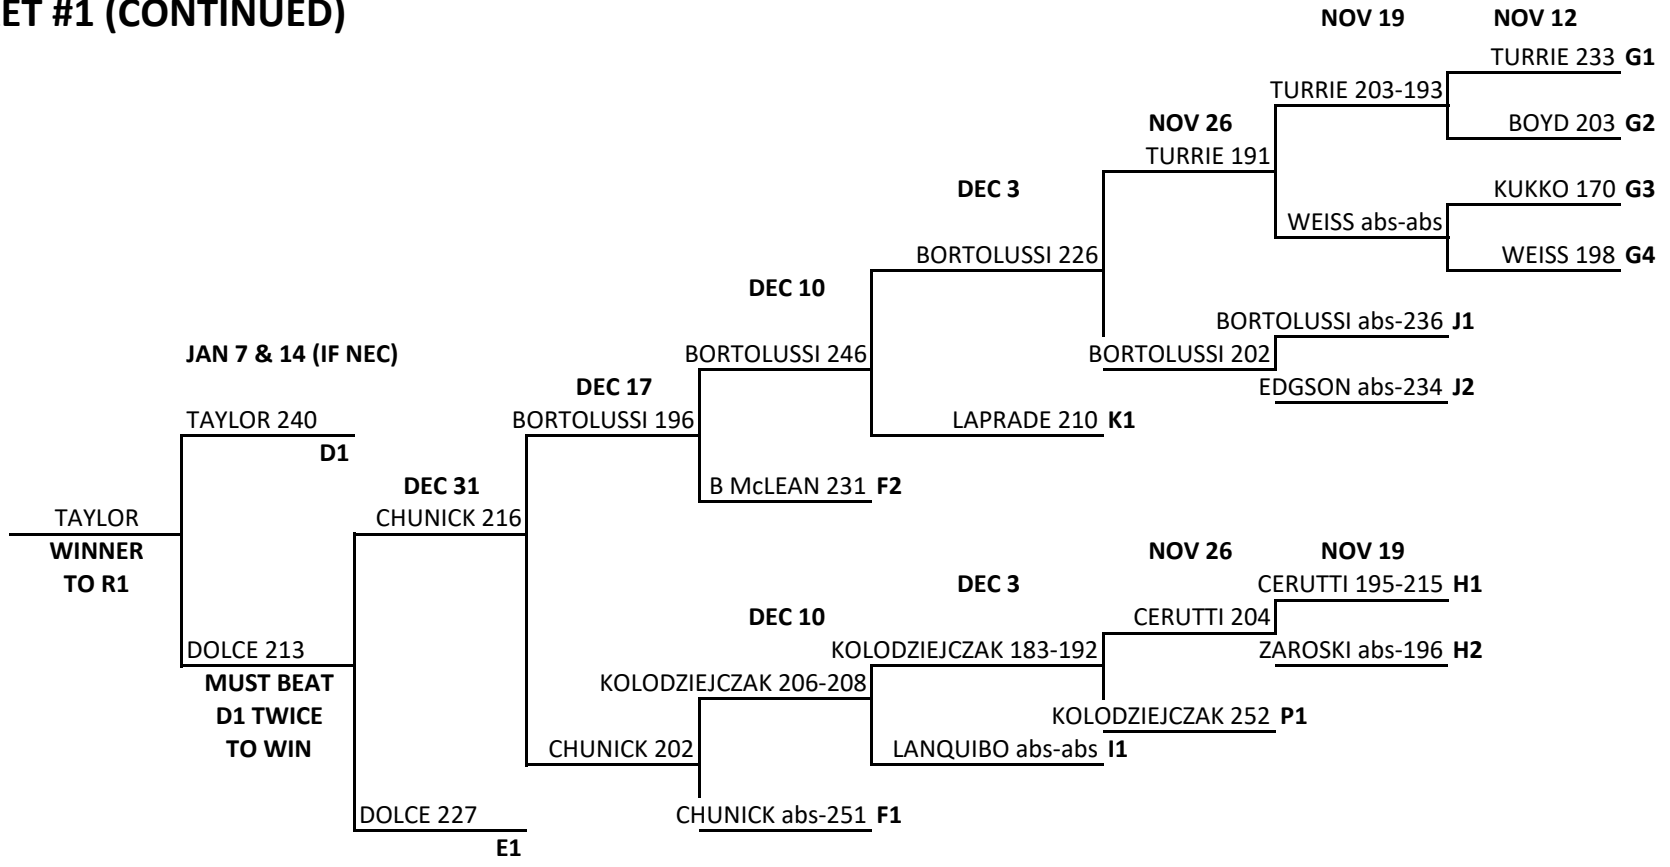 ET #1 (CONTINUED)
NOV 19 NOV 12
TURRIE 233 G1
TURRIE 203-193
NOV 26 BOYD 203 G2
TURRIE 191
DEC 3 KUKKO 170 G3
WEISS abs-abs
BORTOLUSSI 226 WEISS 198 G4
DEC 10
BORTOLUSSI abs-236 J1
JAN 7 & 14 (IF NEC) BORTOLUSSI 246 BORTOLUSSI 202
DEC 17 EDGSON abs-234 J2
TAYLOR 240 BORTOLUSSI 196 LAPRADE 210 K1
D1
DEC 31 B McLEAN 231 F2
TAYLOR CHUNICK 216
WINNER NOV 26 NOV 19
TO R1 DEC 3 CERUTTI 195-215 H1
DEC 10 CERUTTI 204
DOLCE 213 KOLODZIEJCZAK 183-192 ZAROSKI abs-196 H2
MUST BEAT KOLODZIEJCZAK 206-208
D1 TWICE KOLODZIEJCZAK 252 P1
TO WIN CHUNICK 202 LANQUIBO abs-abs I1
DOLCE 227 CHUNICK abs-251 F1
E1